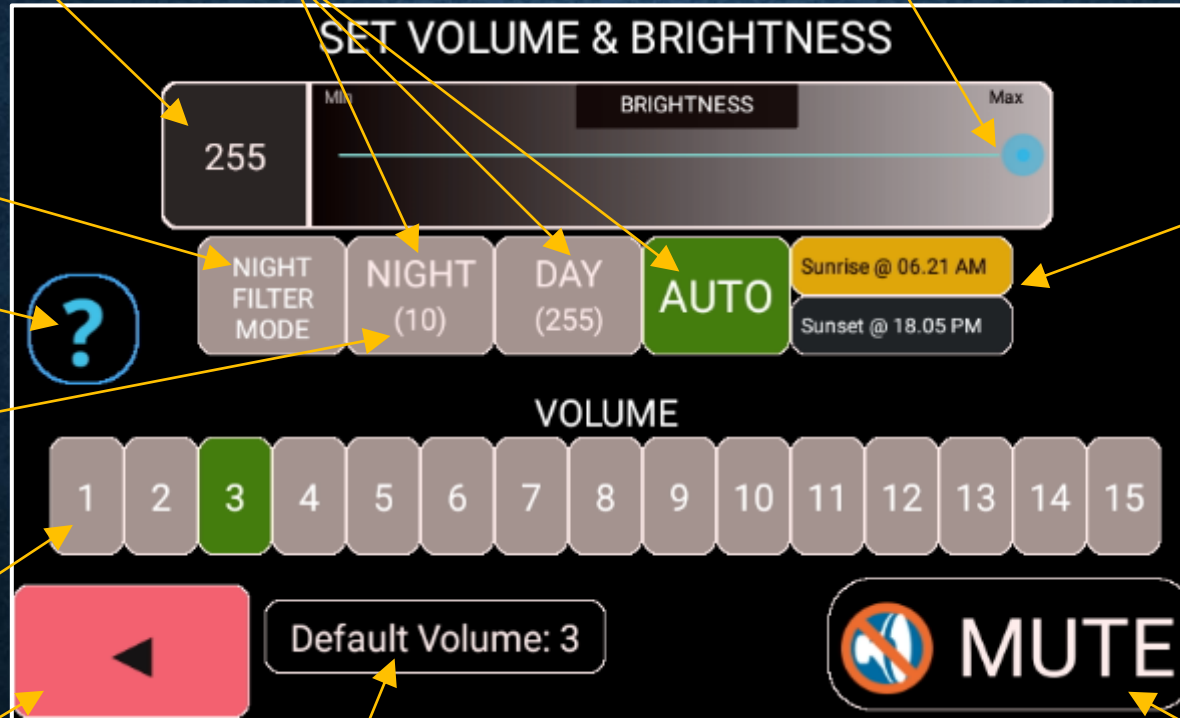 SET VOLUME & BRIGHTNESS
Min
BRIGHTNESS
Max
255
NIGHT
FILTER
MODE
NIGHT
(10)
DAY
(255)
AUTO
Sunrise @ 06.21 AM
Sunset @ 18.05 PM
?
VOLUME
1 2 3 4 5 6 7 8 9 10 11 12 13 14 15
Default Volume: 3
MUTE